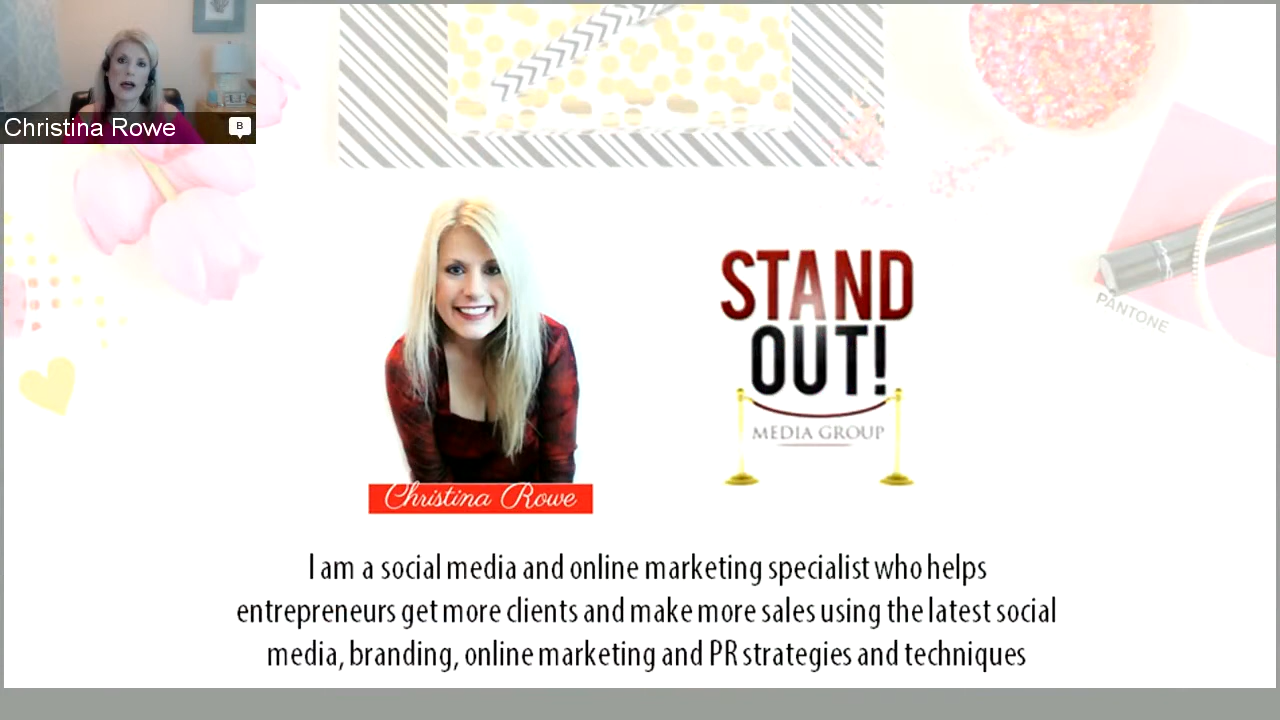 Christina Rowe
B
PANTONE
STAND
OUT!
MEDIA GROUP
Christina Rowe
I am a social media and online marketing specialist who helps
entrepreneurs get more clients and make more sales using the latest social
media, branding, online marketing and PR strategies and techniques